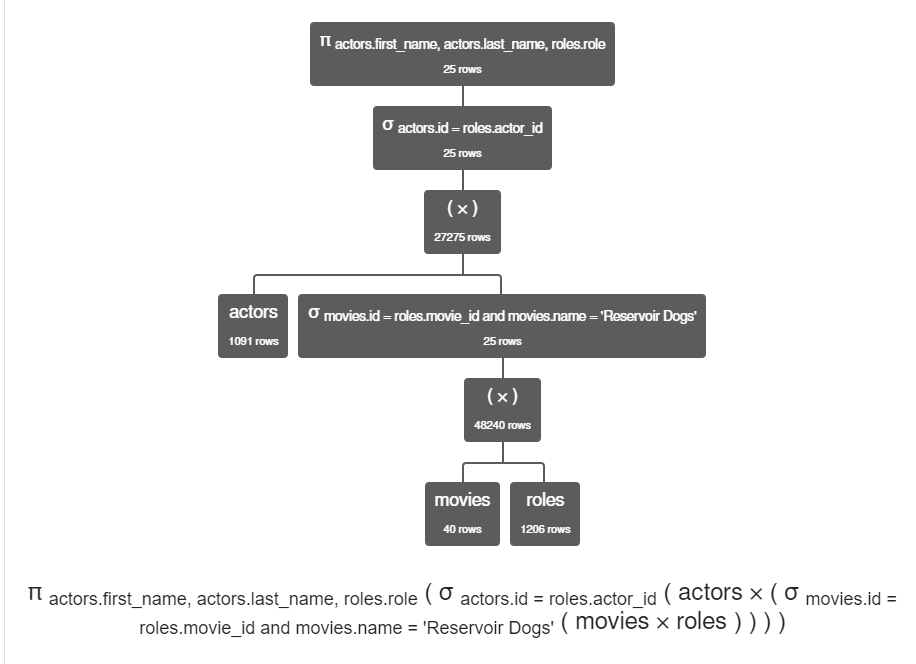 π actors.first_name, actors.last_name, roles.role
25 rows
σ actors.id = roles.actor_id
25 rows
(×)
27275 rows
actors
1091 rows
σ movies.id = roles.movie_id and movies.name = 'Reservoir Dogs'
25 rows
(×)
48240 rows
movies
40 rows
roles
1206 rows
π actors.first_name, actors.last_name, roles.role ( σ actors.id = roles.actor_id ( actors × ( σ movies.id =
roles.movie_id and movies.name = 'Reservoir Dogs' ( movies × roles ) ) ) )